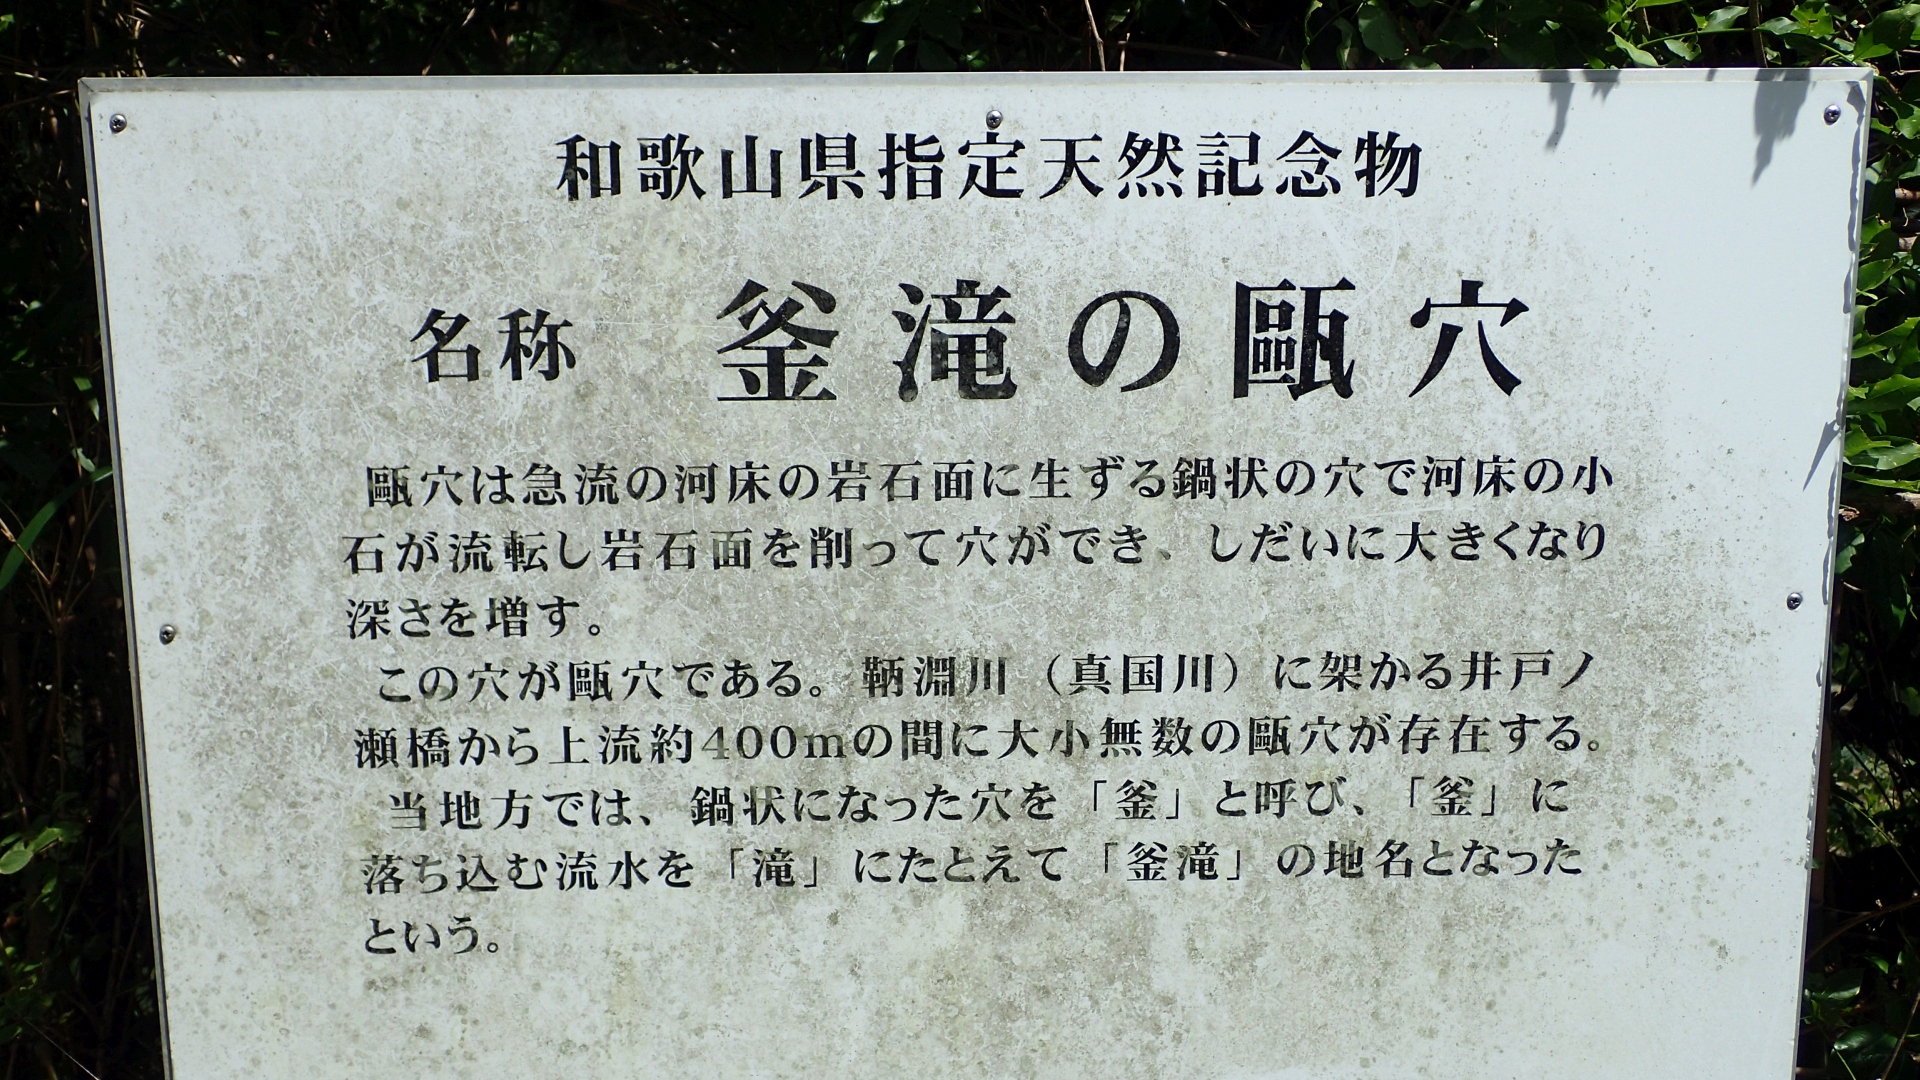 和歌山県指定天然記念物
名称 釜滝の甌穴
甌穴は急流の河床の岩石面に生ずる鍋状の穴で河床の小
石が流転し岩石面を削って穴ができ、しだいに大きくなり
深さを増す。
この穴が甌穴である。鞆淵川（真国川）に架かる井戸ノ
瀬橋から上流約400mの間に大小無数の甌穴が存在する。
当地方では、鍋状になった穴を「釜」と呼び、「釜」に
落ち込む流水を「滝」にたとえて「釜滝」の地名となった
という。